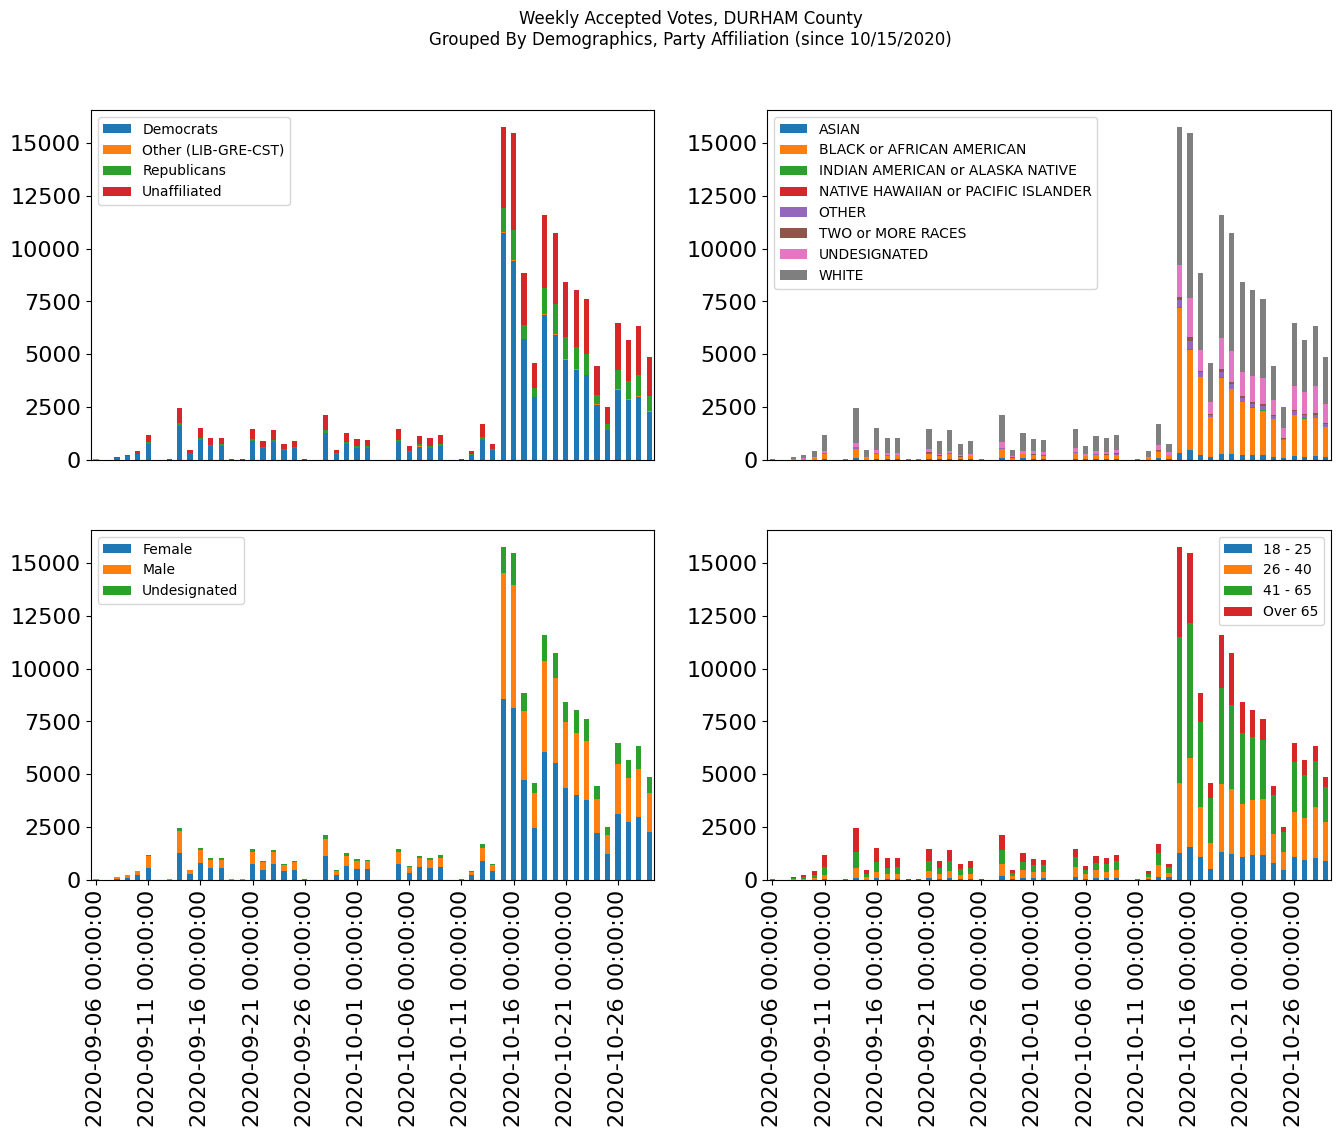 Weekly Accepted Votes, DURHAM County
Grouped By Demographics, Party Affiliation (since 10/15/2020)
15000
12500
10000
7500
5000
2500
0
Democrats
Other (LIB-GRE-CST)
Republicans
Unaffiliated
15000
12500
10000
7500
5000
2500
0
ASIAN
BLACK or AFRICAN AMERICAN
INDIAN AMERICAN or ALASKA NATIVE
NATIVE HAWAIIAN or PACIFIC ISLANDER
OTHER
TWO or MORE RACES
UNDESIGNATED
WHITE
15000
12500
10000
7500
5000
2500
0
Female
Male
Undesignated
2020-09-06 00:00:00
2020-09-11 00:00:00
2020-09-16 00:00:00
2020-09-21 00:00:00
2020-09-26 00:00:00
2020-10-01 00:00:00
2020-10-06 00:00:00
2020-10-11 00:00:00
2020-10-16 00:00:00
2020-10-21 00:00:00
2020-10-26 00:00:00
15000
12500
10000
7500
5000
2500
0
18 - 25
26 - 40
41 - 65
Over 65
2020-09-06 00:00:00
2020-09-11 00:00:00
2020-09-16 00:00:00
2020-09-21 00:00:00
2020-09-26 00:00:00
2020-10-01 00:00:00
2020-10-06 00:00:00
2020-10-11 00:00:00
2020-10-16 00:00:00
2020-10-21 00:00:00
2020-10-26 00:00:00